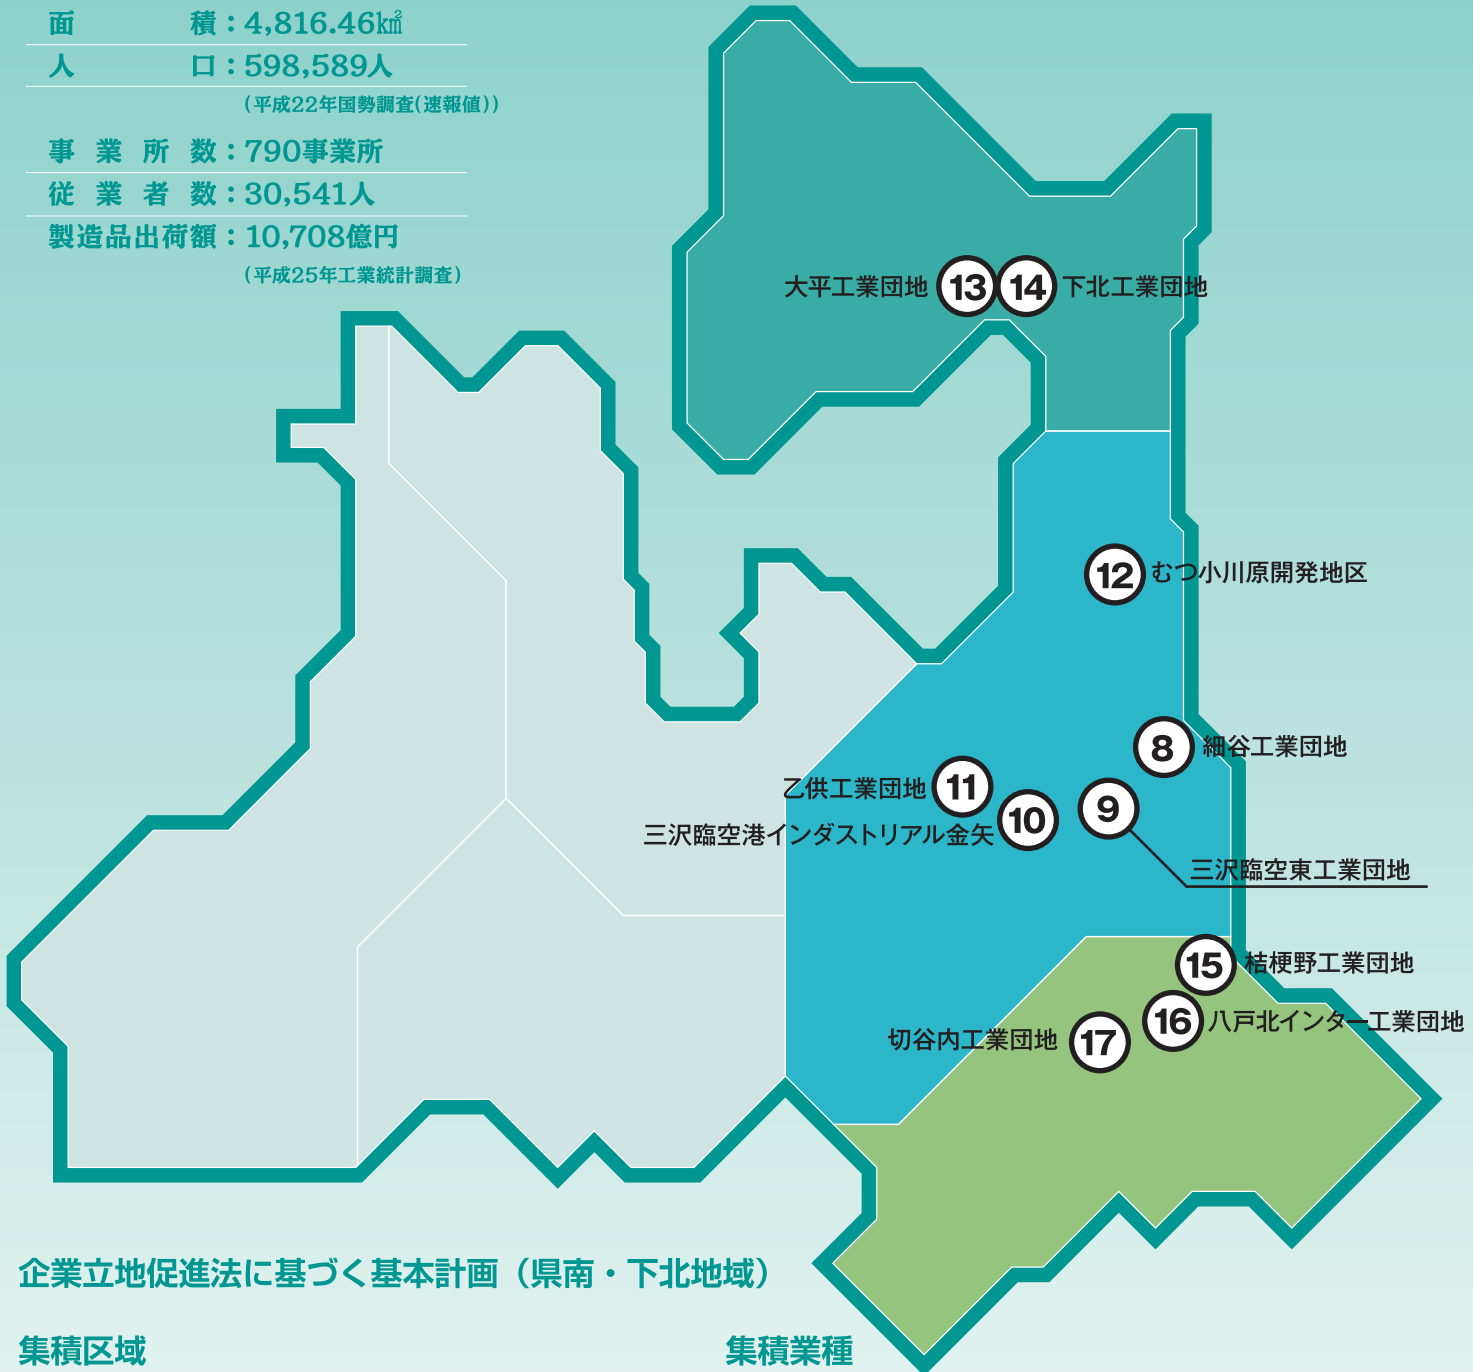 面積：4,816.46㎢
人口：598,589人
(平成22年国勢調査(速報値))
事業所数：790事業所
従業者数：30,541人
製造品出荷額：10,708億円
(平成25年工業統計調査)
大平工業団地 13 14 下北工業団地
12 むつ小川原開発地区
8 細谷工業団地
乙供工業団地 11
三沢臨空港インダストリアル金矢 10
9
三沢臨空東工業団地
15 桔梗野工業団地
16 八戸北インター工業団地
切谷内工業団地 17
企業立地促進法に基づく基本計画（県南・下北地域）
集積区域
集積業種